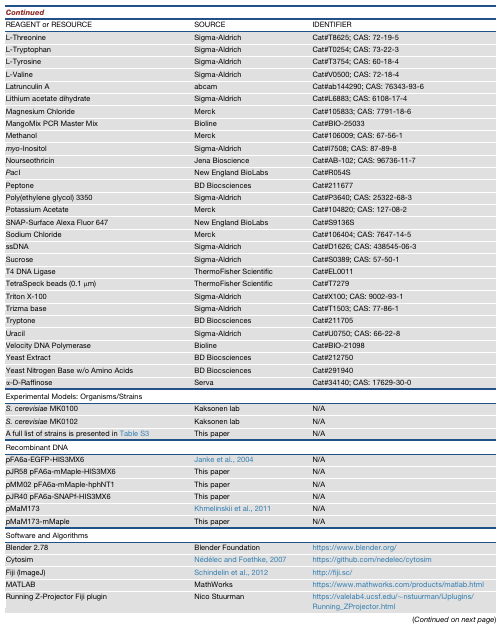 Continued
REAGENT or RESOURCE SOURCE IDENTIFIER
L-Threonine Sigma-Aldrich Cat#T8625; CAS: 72-19-5
L-Tryptophan Sigma-Aldrich Cat#T0254; CAS: 73-22-3
L-Tyrosine Sigma-Aldrich Cat#T3754; CAS: 60-18-4
L-Valine Sigma-Aldrich Cat#V0500; CAS: 72-18-4
Latrunculin A abcam Cat#ab144290; CAS: 76343-93-6
Lithium acetate dihydrate Sigma-Aldrich Cat#L6883; CAS: 6108-17-4
Magnesium Chloride Merck Cat#105833; CAS: 7791-18-6
MangoMix PCR Master Mix Bioline Cat#BIO-25033
Methanol Merck Cat#106009; CAS: 67-56-1
myo-Inositol Sigma-Aldrich Cat#I7508; CAS: 87-89-8
Nourseothricin Jena Bioscience Cat#AB-102; CAS: 96736-11-7
PacI New England BioLabs Cat#R054S
Peptone BD Biocsciences Cat#211677
Poly(ethylene glycol) 3350 Sigma-Aldrich Cat#P3640; CAS: 25322-68-3
Potassium Acetate Merck Cat#104820; CAS: 127-08-2
SNAP-Surface Alexa Fluor 647 New England BioLabs Cat#S9136S
Sodium Chloride Merck Cat#106404; CAS: 7647-14-5
ssDNA Sigma-Aldrich Cat#D1626; CAS: 438545-06-3
Sucrose Sigma-Aldrich Cat#S0389; CAS: 57-50-1
T4 DNA Ligase ThermoFisher Scientific Cat#EL0011
TetraSpeck beads (0.1 μm) ThermoFisher Scientific Cat#T7279
Triton X-100 Sigma-Aldrich Cat#X100; CAS: 9002-93-1
Trizma base Sigma-Aldrich Cat#T1503; CAS: 77-86-1
Tryptone BD Biocsciences Cat#211705
Uracil Sigma-Aldrich Cat#U0750; CAS: 66-22-8
Velocity DNA Polymerase Bioline Cat#BIO-21098
Yeast Extract BD Biocsciences Cat#212750
Yeast Nitrogen Base w/o Amino Acids BD Biocsciences Cat#291940
α-D-Raffinose Serva Cat#34140; CAS: 17629-30-0
Experimental Models: Organisms/Strains
S. cerevisiae MK0100 Kaksonen lab N/A
S. cerevisiae MK0102 Kaksonen lab N/A
A full list of strains is presented in Table S3 This paper N/A
Recombinant DNA
pFA6a-EGFP-HIS3MX6 Janke et al., 2004 N/A
pJR58 pFA6a-mMaple-HIS3MX6 This paper N/A
pMM02 pFA6a-mMaple-hphNT1 This paper N/A
pJR40 pFA6a-SNAPf-HIS3MX6 This paper N/A
pMaM173 Khmelinskii et al., 2011 N/A
pMaM173-mMaple This paper N/A
Software and Algorithms
Blender 2.78 Blender Foundation https://www.blender.org/
Cytosim Nédélec and Foethke, 2007 https://github.com/nedelec/cytosim
Fiji (ImageJ) Schindelin et al., 2012 http://fiji.sc/
MATLAB MathWorks https://www.mathworks.com/products/matlab.html
Running Z-Projector Fiji plugin Nico Stuurman https://valelab4.ucsf.edu/~nstuurman/IJplugins/
Running_ZProjector.html
(Continued on next page)